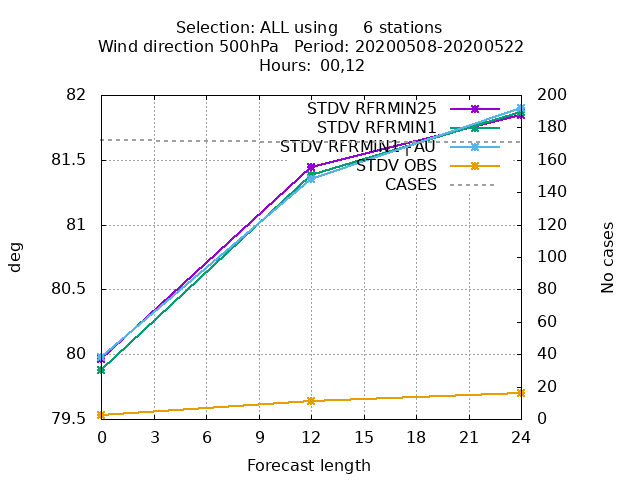 Selection: ALL using 6 stations
Wind direction 500hPa Period: 20200508-20200522
Hours: 00,12
82
81.5
81
80.5
80
79.5
200
180
160
140
120
100
80
60
40
20
0
STDV RFRMIN25
STDV RFRMIN1
STDV RFRMIN1+AU
STDV OBS
CASES
deg
No cases
0 3 6 9 12 15 18 21 24
Forecast length